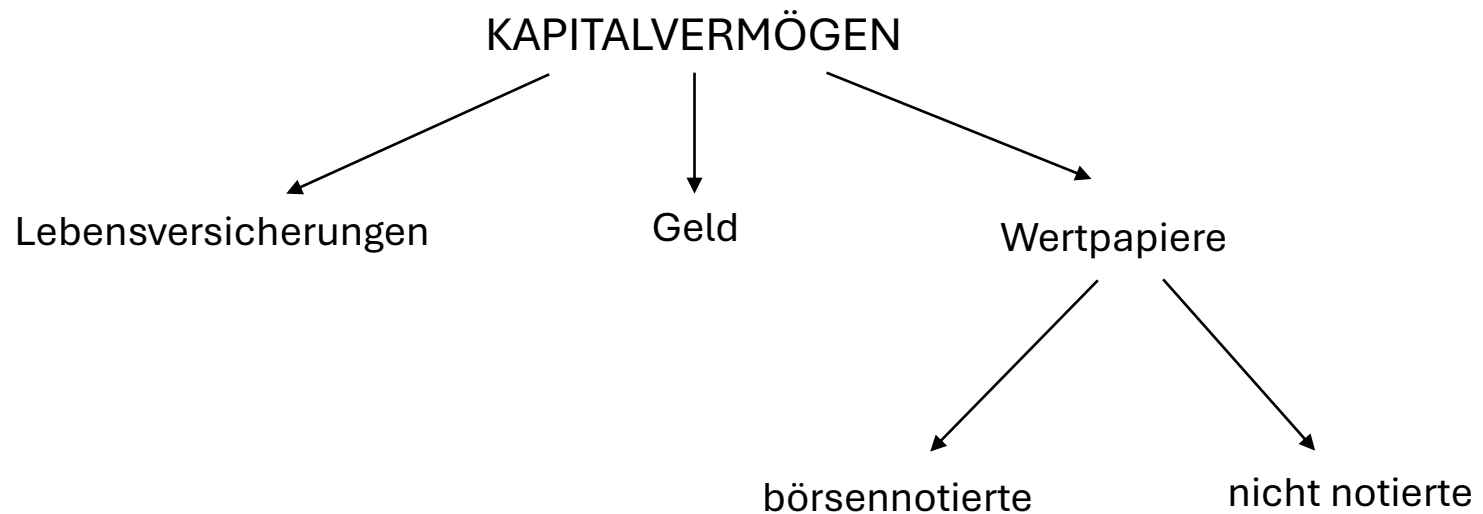 KAPITALVERMÖGEN
Lebensversicherungen
Geld
Wertpapiere
börsennotierte
nicht notierte